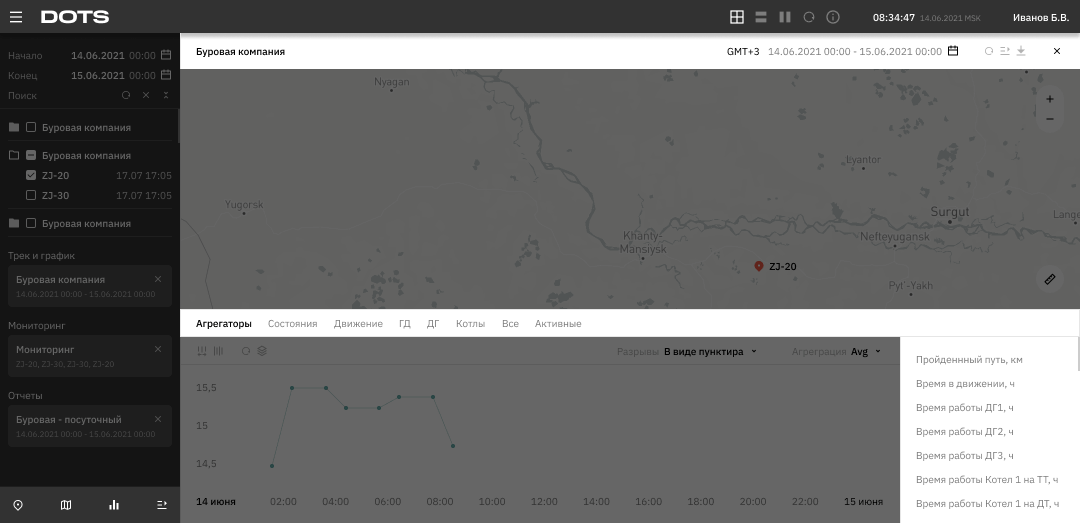 DOTS
08:34:47 14.06.2021 MSK
Иванов Б.В.
Начало 14.06.2021 00:00
Конец 15.06.2021 00:00
Поиск
Буровая компания
Буровая компания
ZJ-20 17.07 17:05
ZJ-30 17.07 17:05
Буровая компания
Трек и график
Буровая компания
14.06.2021 00:00 - 15.06.2021 00:00
Мониторинг
Мониторинг
ZJ-20, ZJ-30, ZJ-30, ZJ-20
Отчеты
Буровая - посуточный
14.06.2021 00:00 - 15.06.2021 00:00
Буровая компания
GMT+3 14.06.2021 00:00 - 15.06.2021 00:00
Nyagan
Liyantor
Yugorsk
Surgut
Lange
Khanty-
Mansiysk
Nefteyugansk
ZJ-20
Pyt'-Yakh
Агрегаторы Состояния Движение ГД ДГ Котлы Все Активные
Разрывы В виде пунктира Агреграция Avg
15,5
15
14,5
14 июня 02:00 04:00 06:00 08:00 10:00 12:00 14:00 16:00 18:00 20:00 22:00 15 июня
Пройденнный путь, км
Время в движении, ч
Время работы ДГ1, ч
Время работы ДГ2, ч
Время работы ДГ3, ч
Время работы Котел 1 на ТТ, ч
Время работы Котел 1 на ДТ, ч